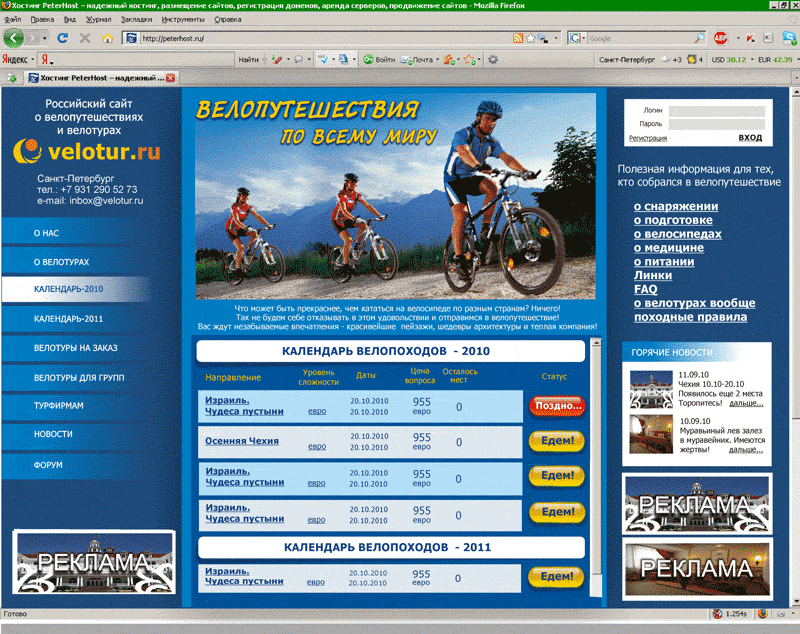 Хостинг PeterHost – надежный хостинг, размещение сайтов, регистрация доменов, аренда серверов, продвижение сайтов - Mozilla Firefox
Файл Правка Вид Журнал Закладки Инструменты Справка
http://peterhost.ru/
Google
ABP
Яндекс
Я
Найти
Войти
Почта
Санкт-Петербург
+3
4
USD 30.12
EUR 42.39
Хостинг PeterHost – надежный ...
Российский сайт
о велопутешествиях
и велотурах
velotur.ru
Санкт-Петербург
тел.: +7 931 290 52 73
e-mail: inbox@velotur.ru
О НАС
О ВЕЛОТУРАХ
КАЛЕНДАРЬ-2010
КАЛЕНДАРЬ-2011
ВЕЛОТУРЫ НА ЗАКАЗ
ВЕЛОТУРЫ ДЛЯ ГРУПП
ТУРФИРМАМ
НОВОСТИ
ФОРУМ
РЕКЛАМА
ВЕЛОПУТЕШЕСТВИЯ
ПО ВСЕМУ МИРУ
Что может быть прекраснее, чем кататься на велосипеде по разным странам? Ничего!
Так не будем себе отказывать в этом удовольствии и отправимся в велопутешествие!
Вас ждут незабываемые впечатления - красивейшие пейзажи, шедевры архитектуры и теплая компания!
КАЛЕНДАРЬ ВЕЛОПОХОДОВ - 2010
Направление
Уровень
сложности
Даты
Цена
вопроса
Осталось
мест
Статус
Израиль.
Чудеса пустыни
евро
20.10.2010
20.10.2010
955
евро
0
Поздно...
Осенняя Чехия
евро
20.10.2010
20.10.2010
955
евро
0
Едем!
Израиль.
Чудеса пустыни
евро
20.10.2010
20.10.2010
955
евро
0
Едем!
Израиль.
Чудеса пустыни
евро
20.10.2010
20.10.2010
955
евро
0
Едем!
КАЛЕНДАРЬ ВЕЛОПОХОДОВ - 2011
Израиль.
Чудеса пустыни
евро
20.10.2010
20.10.2010
955
евро
0
Едем!
Логин
Пароль
Регистрация
ВХОД
Полезная информация для тех,
кто собрался в велопутешествие
о снаряжении
о подготовке
о велосипедах
о медицине
о питании
Линки
FAQ
о велотурах вообще
походные правила
ГОРЯЧИЕ НОВОСТИ
11.09.10
Чехия 10.10-20.10
Появилось еще 2 места
Торопитесь! дальше...
10.09.10
Муравьиный лев залез
в муравейник. Имеются
жертвы! дальше...
РЕКЛАМА
РЕКЛАМА
Готово
1.254s